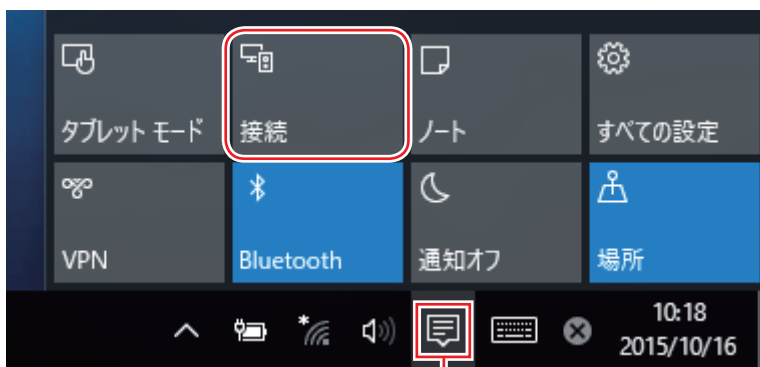 タブレット モード
接続
ノート
すべての設定
VPN
Bluetooth
通知オフ
場所
10:18
2015/10/16